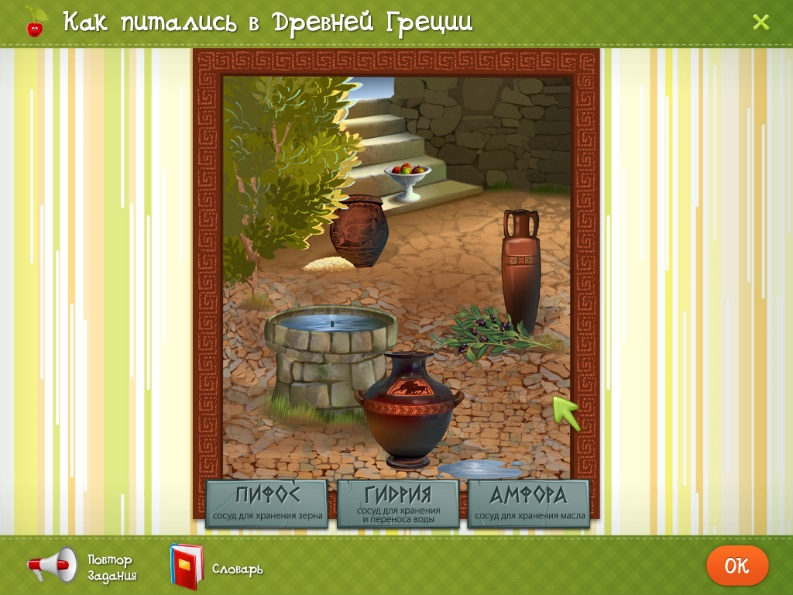 Как питались в Древней Греции
ПИФОС
сосуд для хранения зерна
ГИДРИЯ
сосуд для хранения
и переноса воды
АМФОРА
сосуд для хранения масла
Повтор
Задания
Словарь
ОК